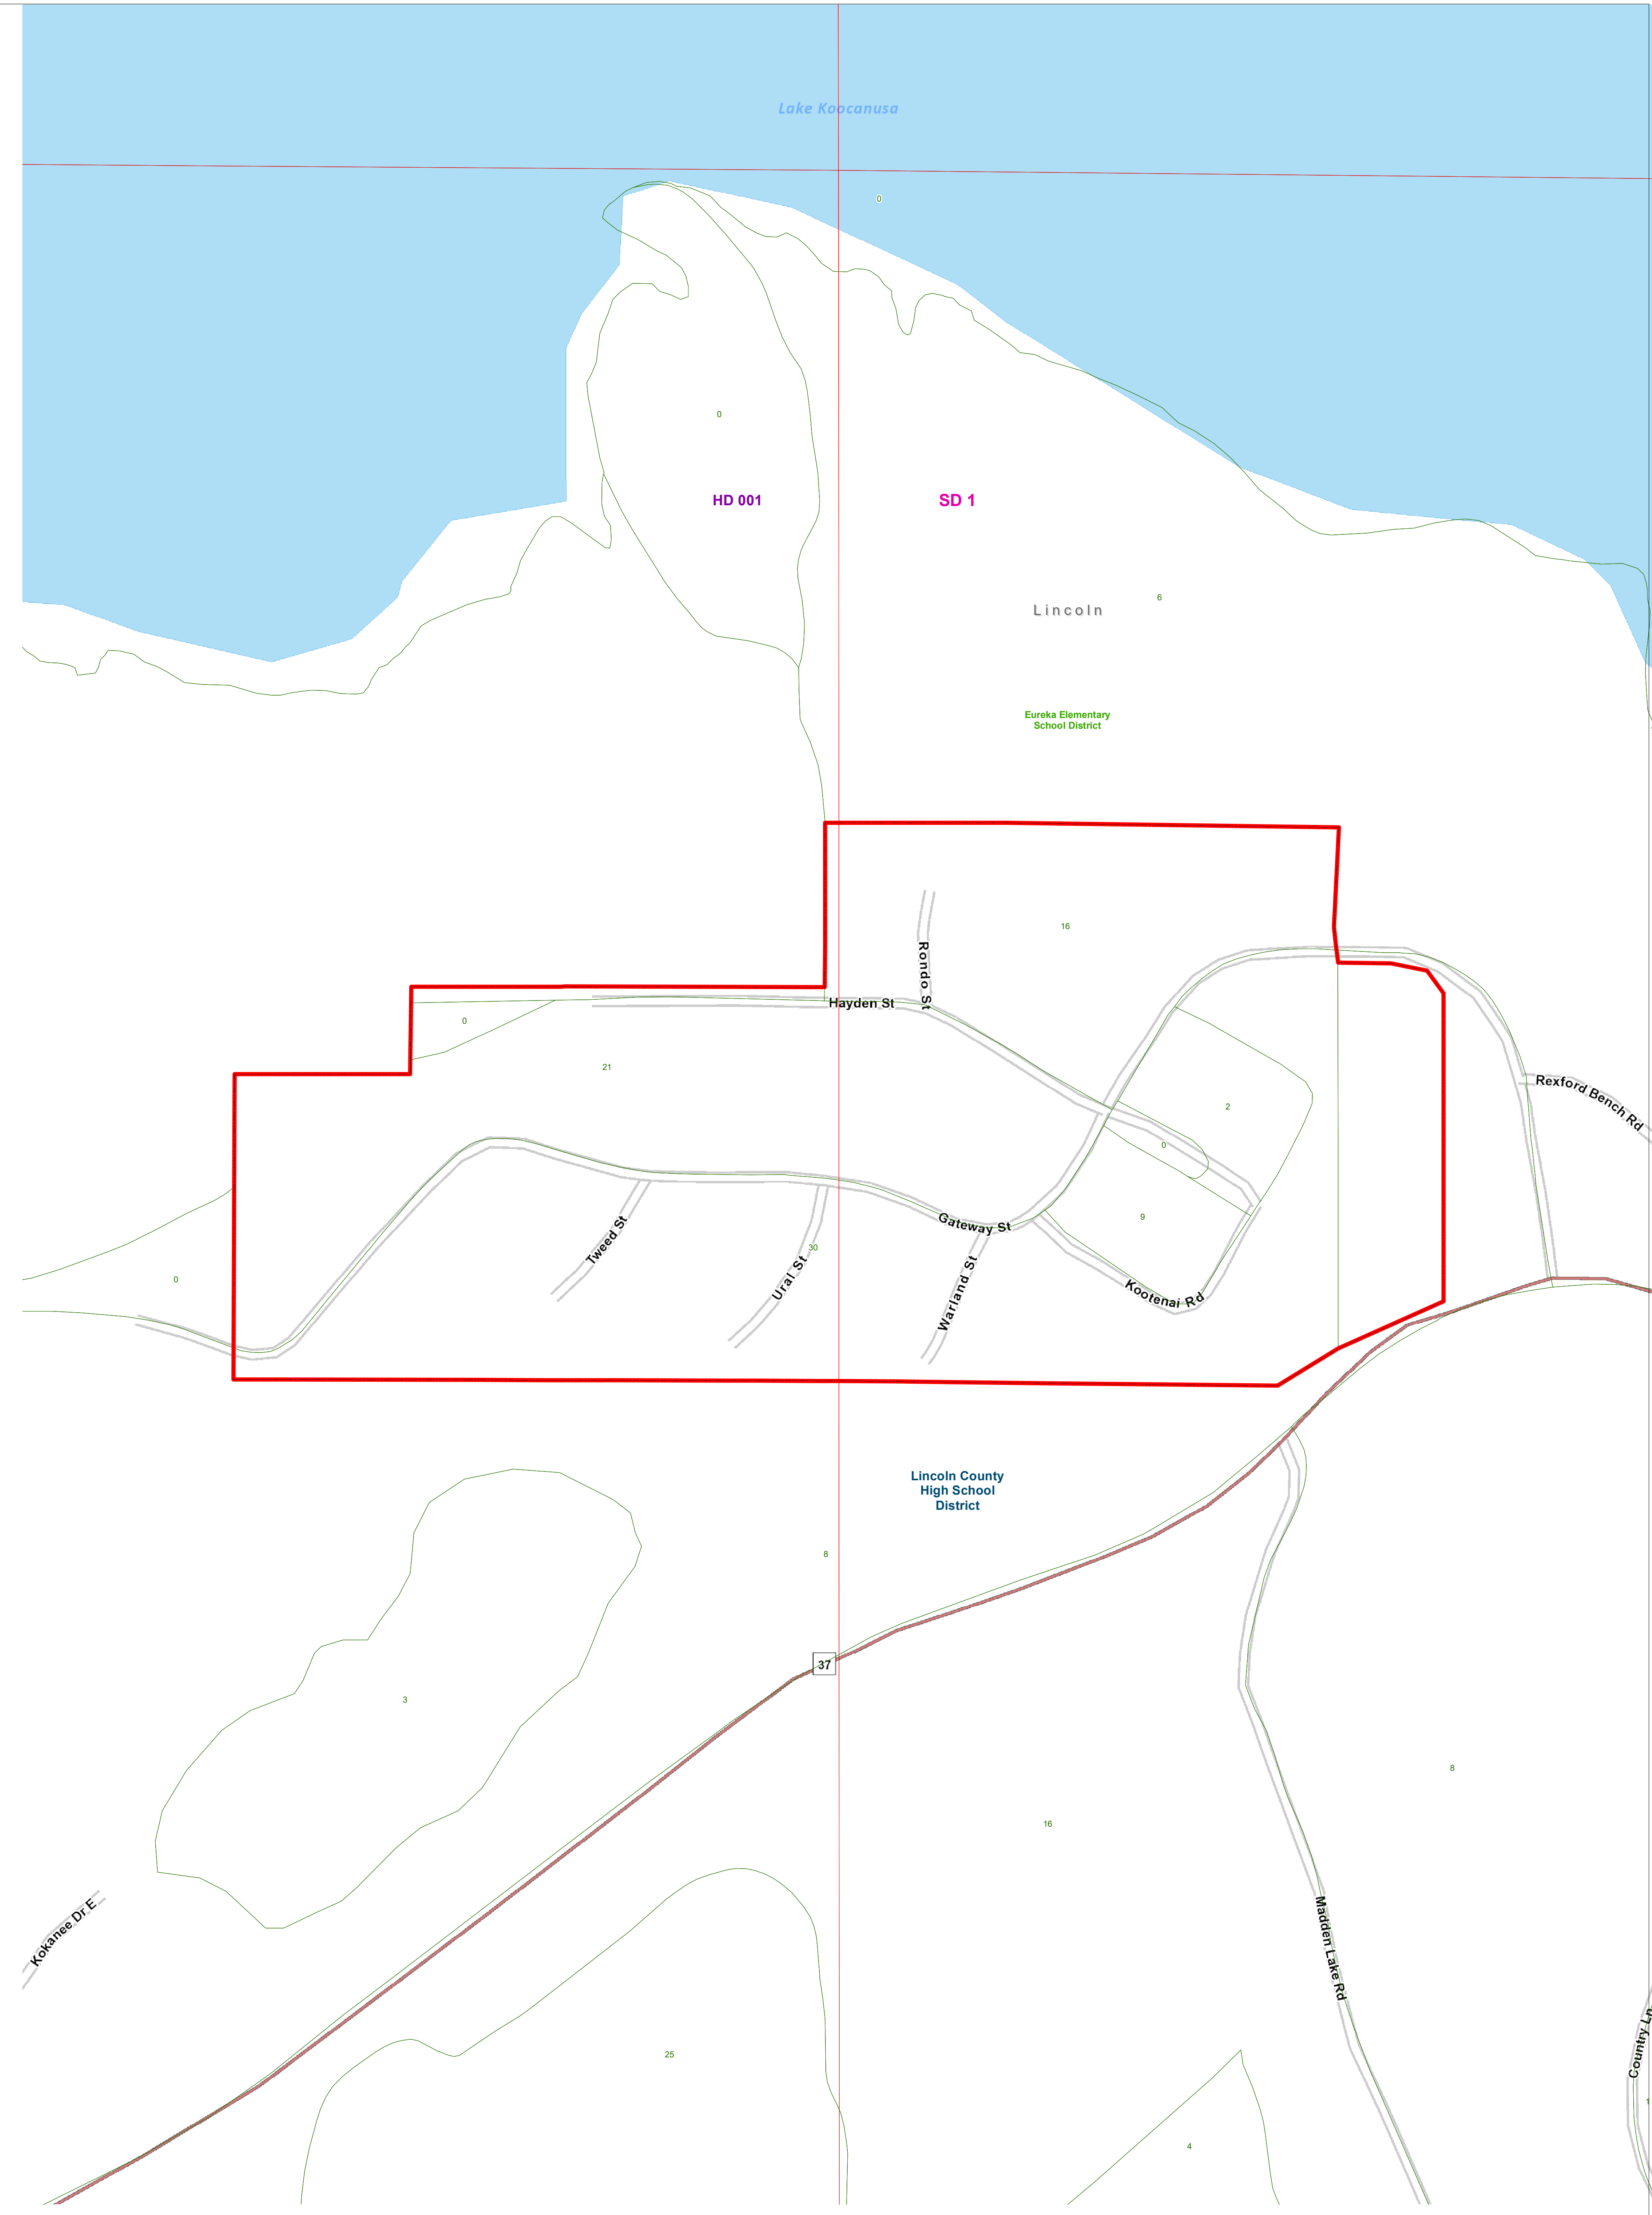 Lake Koocanusa
0
0
HD 001
SD 1
6
Lincoln
Eureka Elementary
School District
16
Rondo St
Hayden St
0
21
Rexford Bench Rd
2
0
9
Gateway St
Tweed St
30
Ural St
Warland St
0
Kootenai Rd
Lincoln County
High School
District
8
37
3
8
16
Kokanee Dr E
Madden Lake Rd
Country Ln
25
1
4